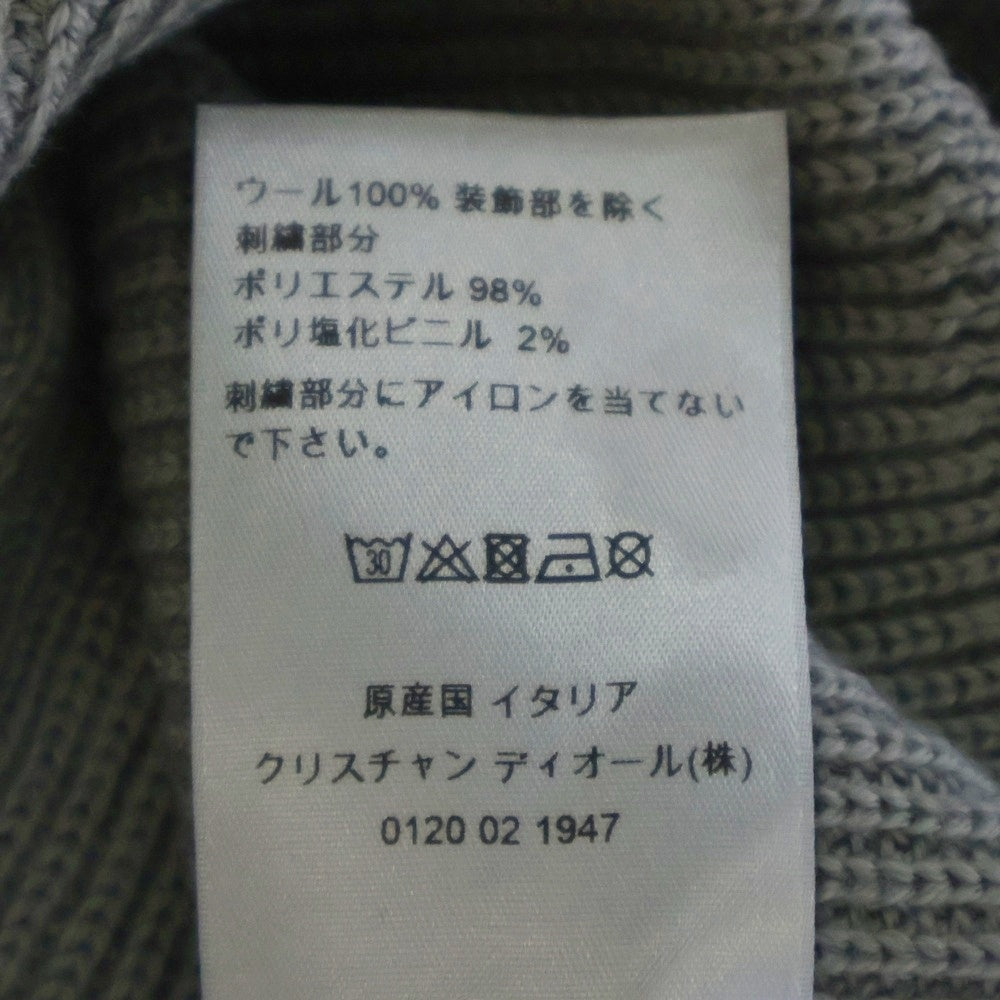 ウール100% 装飾部を除く
刺繍部分
ポリエステル 98%
ポリ塩化ビニル 2%
刺繍部分にアイロンを当てない
で下さい。
30
原産国 イタリア
クリスチャン ディオール(株)
0120 02 1947